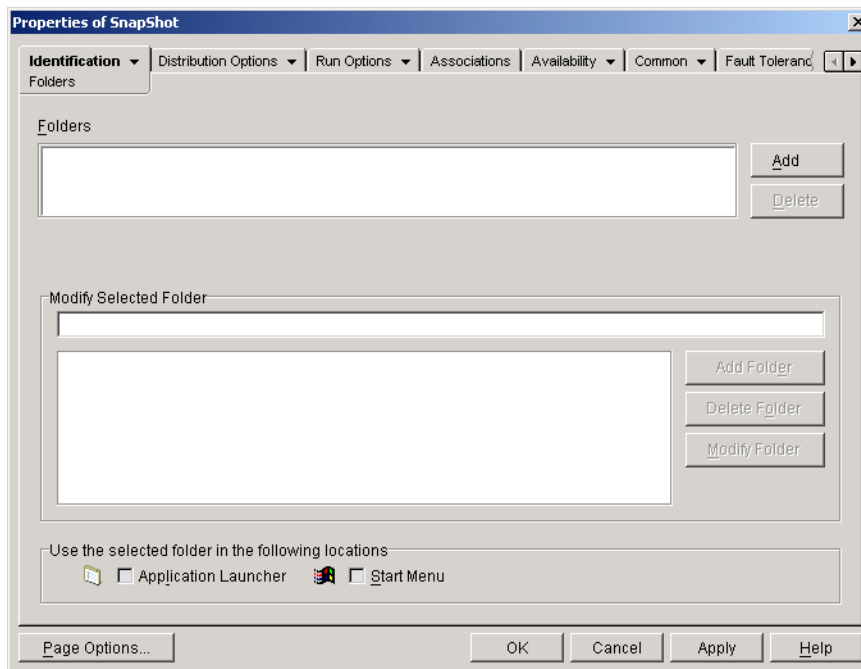 Properties of SnapShot
Identification Distribution Options Run Options Associations Availability Common Fault Toleranc
Folders
Folders
Add
Delete
Modify Selected Folder
Add Folder
Delete Folder
Modify Folder
Use the selected folder in the following locations
Application Launcher Start Menu
Page Options... OK Cancel Apply Help